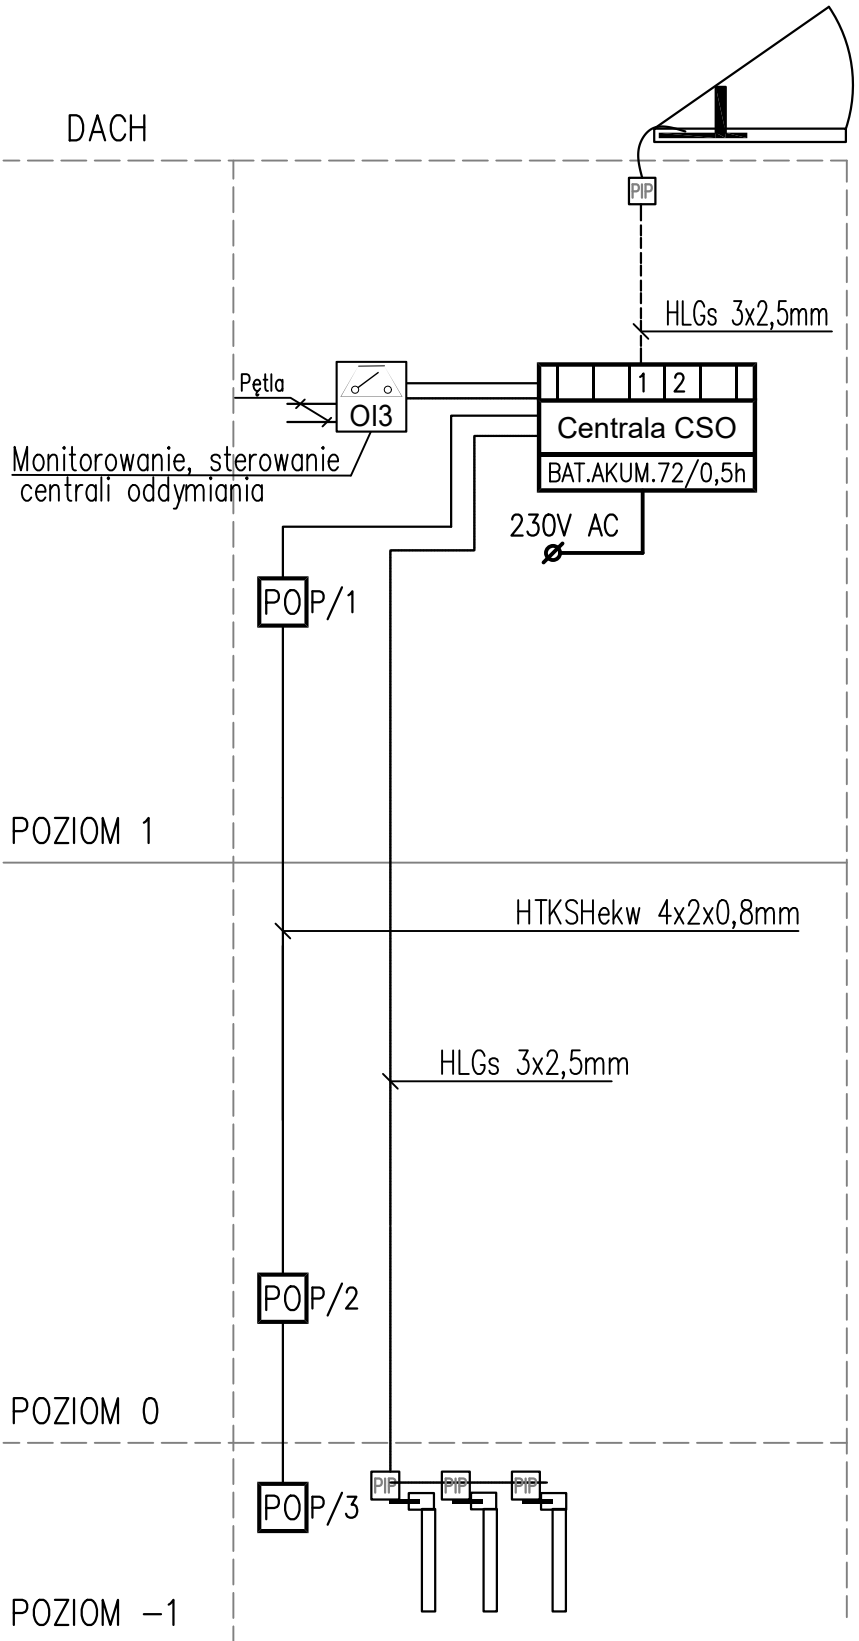 DACH
PIP
HLGs 3x2,5mm
Pętla
OI3
1 2
Centrala CSO
BAT.AKUM.72/0,5h
Monitorowanie, sterowanie
centrali oddymiania
230V AC
PO P/1
POZIOM 1
HTKSHekw 4x2x0,8mm
HLGs 3x2,5mm
PO P/2
POZIOM 0
PIP PIP PIP
PO P/3
POZIOM -1